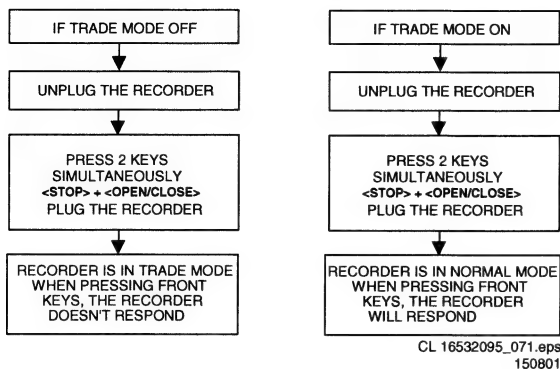 IF TRADE MODE OFF
UNPLUG THE RECORDER
PRESS 2 KEYS
SIMULTANEOUSLY
<STOP> + <OPEN/CLOSE>
PLUG THE RECORDER
RECORDER IS IN TRADE MODE
WHEN PRESSING FRONT
KEYS, THE RECORDER
DOESN'T RESPOND
IF TRADE MODE ON
UNPLUG THE RECORDER
PRESS 2 KEYS
SIMULTANEOUSLY
<STOP> + <OPEN/CLOSE>
PLUG THE RECORDER
RECORDER IS IN NORMAL MODE
WHEN PRESSING FRONT
KEYS, THE RECORDER
WILL RESPOND
CL 16532095_071.eps
150801